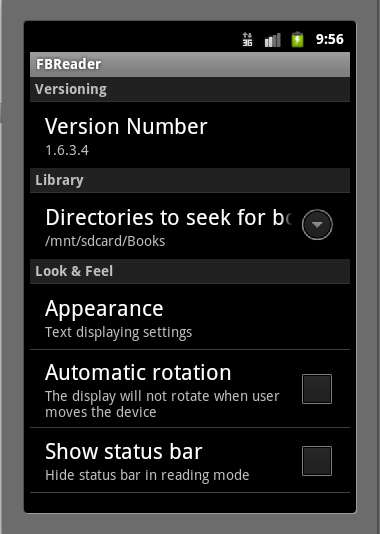 3G 9:56
FBReader
Versioning
Version Number
1.6.3.4
Library
Directories to seek for
/mnt/sdcard/Books
Look & Feel
Appearance
Text displaying settings
Automatic rotation
The display will not rotate when user
moves the device
Show status bar
Hide status bar in reading mode